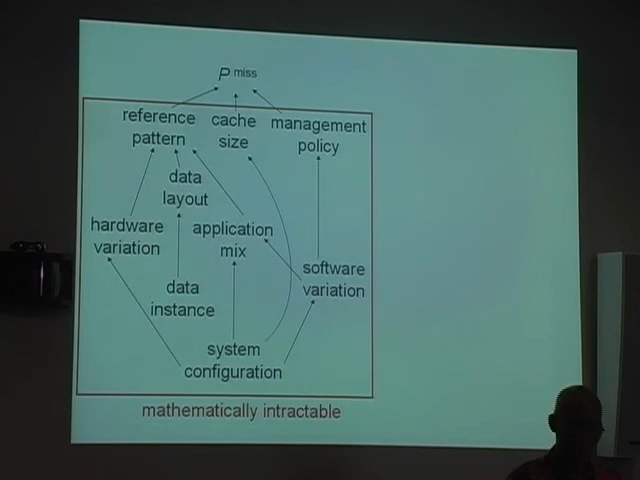 P miss
reference
pattern
cache
size
management
policy
data
layout
hardware
variation
application
mix
software
variation
data
instance
system
configuration
mathematically intractable